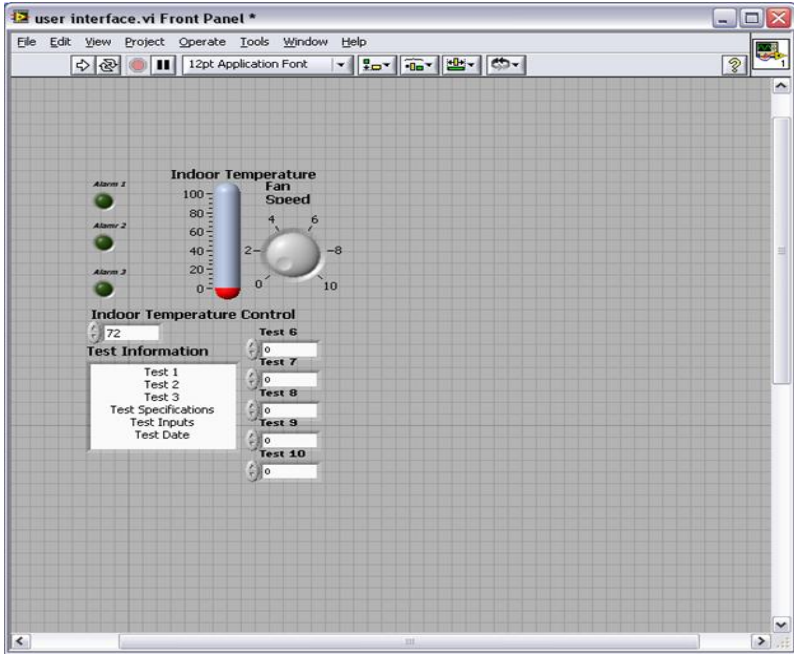 user interface.vi Front Panel *
File Edit View Project Operate Tools Window Help
12pt Application Font
1
Indoor Temperature
Alarm 1
Alamr 2
Alarm 3
100
80
60
40
20
0
Fan
Speed
0
2
4
6
8
10
Indoor Temperature Control
72
Test Information
Test 1
Test 2
Test 3
Test Specifications
Test Inputs
Test Date
Test 6
0
Test 7
0
Test 8
0
Test 9
0
Test 10
0